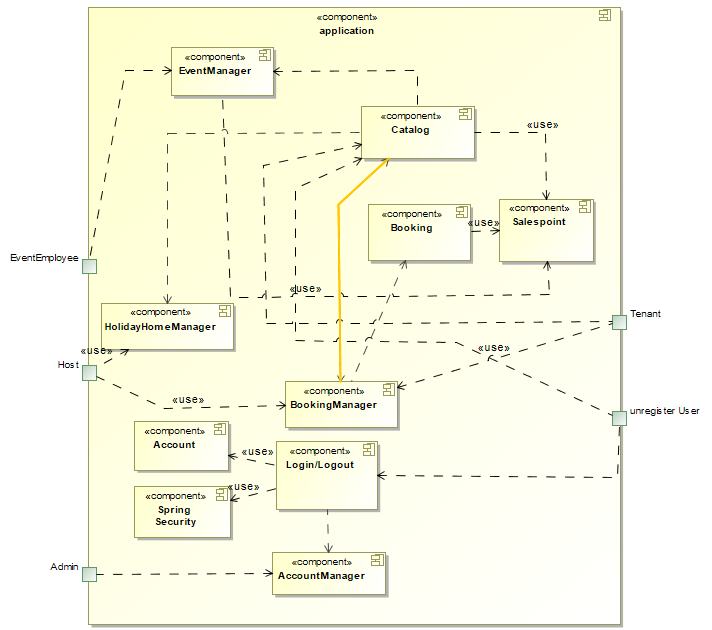 «component»
application
«component»
EventManager
«component»
Catalog
«use»
«component»
Booking
«use»
«component»
Salespoint
EventEmployee
«use»
«component»
HolidayHomeManager
Tenant
«use»
«use»
Host
«component»
BookingManager
«use»
unregister User
«component»
Account
«use»
«component»
Login/Logout
«component»
Spring
Security
«use»
«component»
AccountManager
Admin